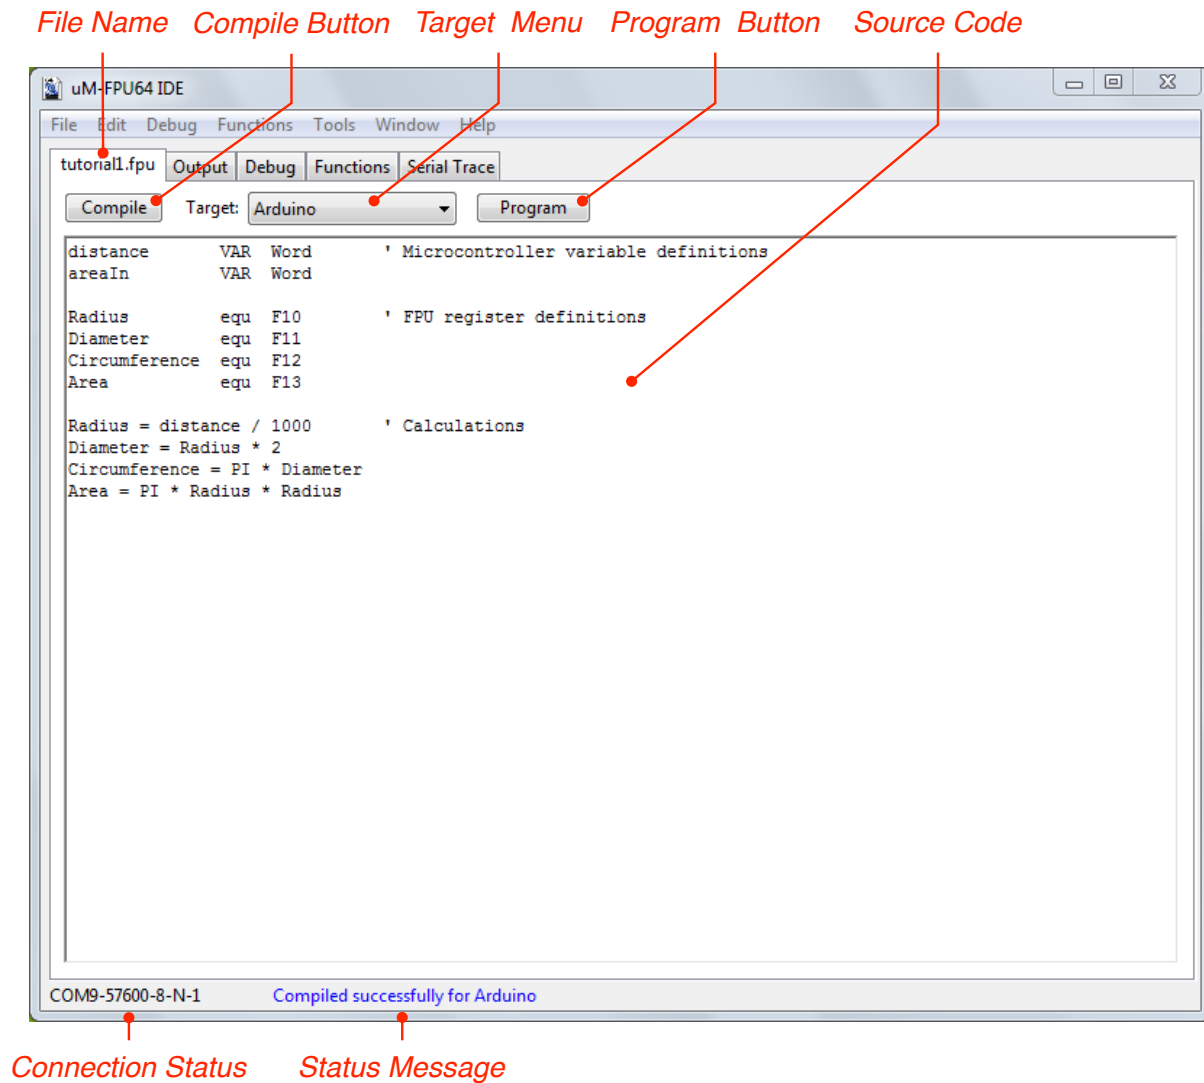 File Name Compile Button Target Menu Program Button Source Code
uM-FPU64 IDE
File Edit Debug Functions Tools Window Help
tutorial1.fpu Output Debug Functions Serial Trace
Compile Target: Arduino Program
distance VAR Word ' Microcontroller variable definitions
areaIn VAR Word
Radius equ F10 ' FPU register definitions
Diameter equ F11
Circumference equ F12
Area equ F13
Radius = distance / 1000 ' Calculations
Diameter = Radius * 2
Circumference = PI * Diameter
Area = PI * Radius * Radius
COM9-57600-8-N-1 Compiled successfully for Arduino
Connection Status Status Message